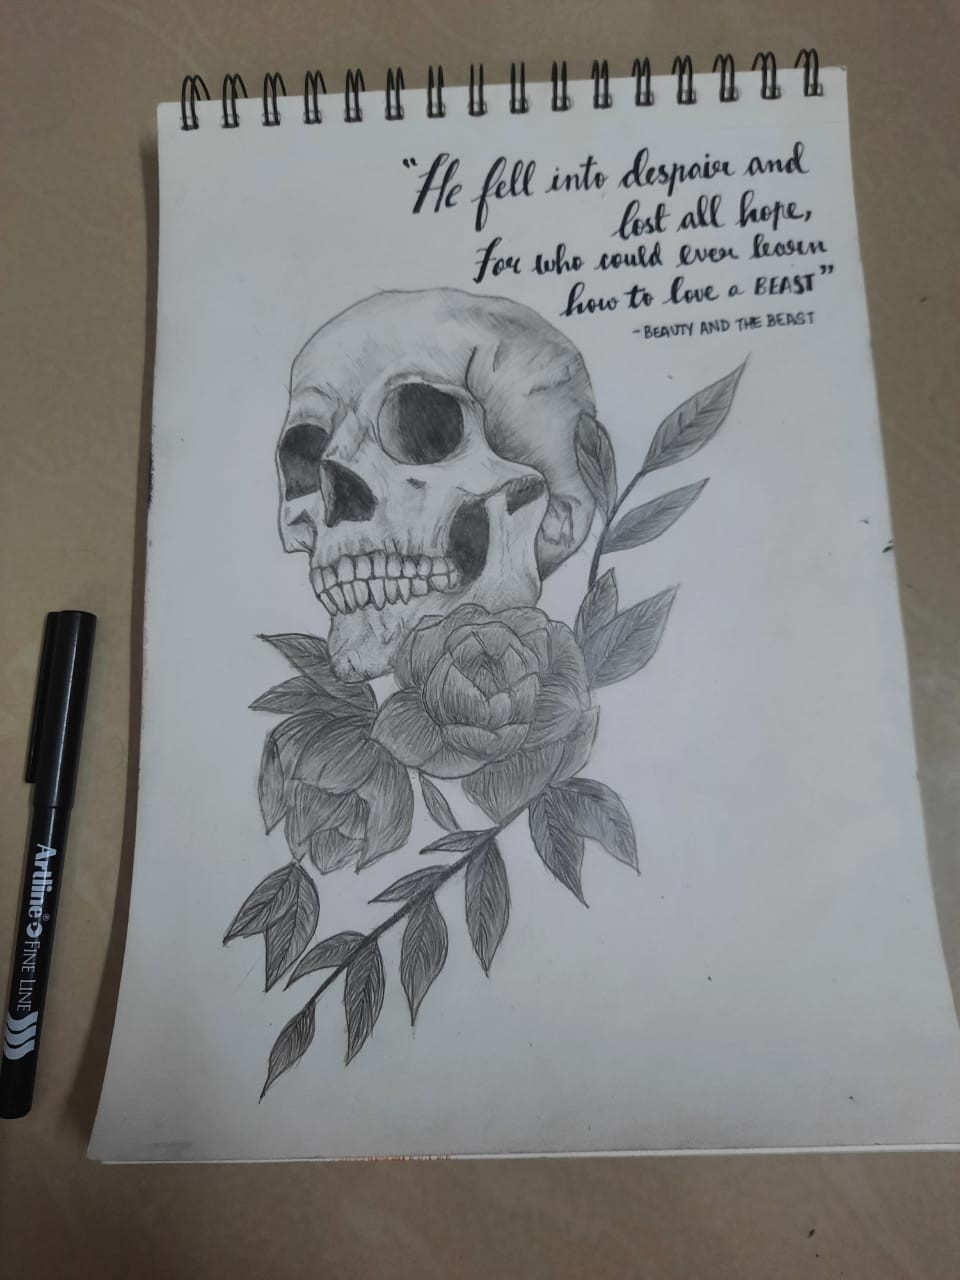 "He fell into despair and
lost all hope,
for who could ever learn
how to love a BEAST"
- BEAUTY AND THE BEAST
Artline® FINE LINE